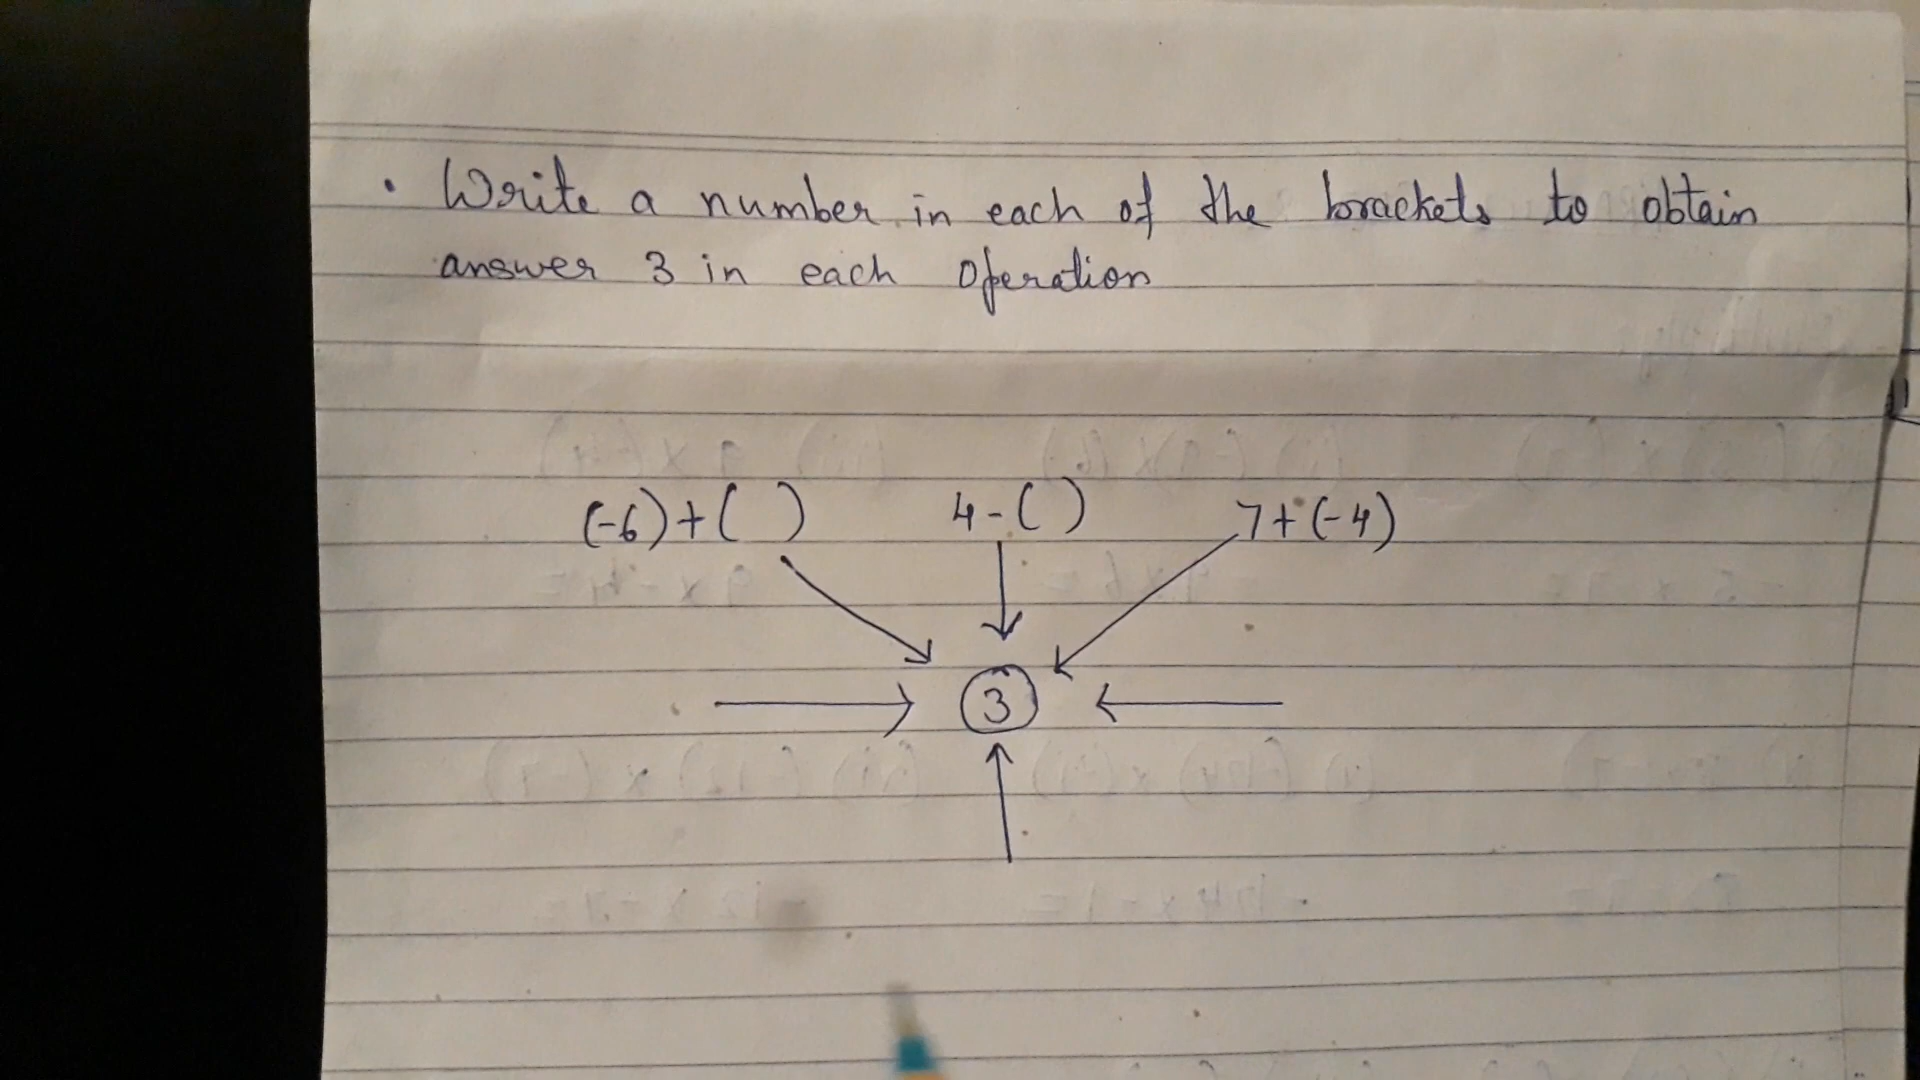 • Write a number in each of the brackets to obtain
answer 3 in each operation
(-6)+( ) 4-( ) 7+(-4)
3